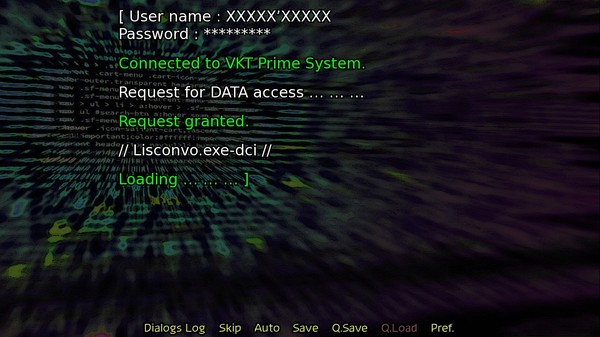 [ User name : XXXXX'XXXXX
Password : *********
Connected to VKT Prime System.
Request for DATA access ... ... ...
Request granted.
// Lisconvo.exe-dci //
Loading ... ... ... ]
Dialogs Log Skip Auto Save Q.Save Q.Load Pref.